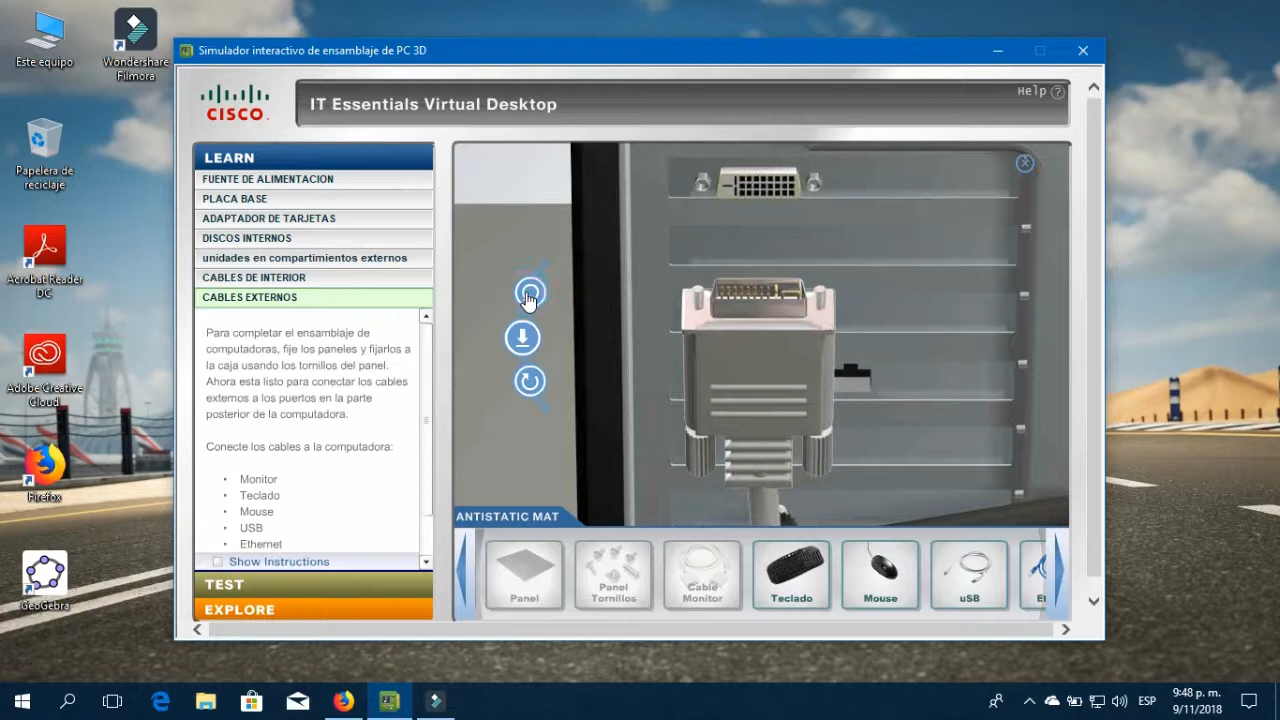 Este equipo
Wondershare
Filmora
Papelera de
reciclaje
Acrobat Reader
DC
Adobe Creative
Cloud
Firefox
GeoGebra
Simulador interactivo de ensamblaje de PC 3D
CISCO
IT Essentials Virtual Desktop
Help ?
LEARN
FUENTE DE ALIMENTACION
PLACA BASE
ADAPTADOR DE TARJETAS
DISCOS INTERNOS
unidades en compartimientos externos
CABLES DE INTERIOR
CABLES EXTERNOS
Para completar el ensamblaje de
computadoras, fije los paneles y fijarlos a
la caja usando los tornillos del panel.
Ahora esta listo para conectar los cables
externos a los puertos en la parte
posterior de la computadora.
Conecte los cables a la computadora:
• Monitor
• Teclado
• Mouse
• USB
• Ethernet
Show Instructions
TEST
EXPLORE
ANTISTATIC MAT
Panel
Panel
Tornillos
Cable
Monitor
Teclado
Mouse
uSB
ESP
9:48 p. m.
9/11/2018